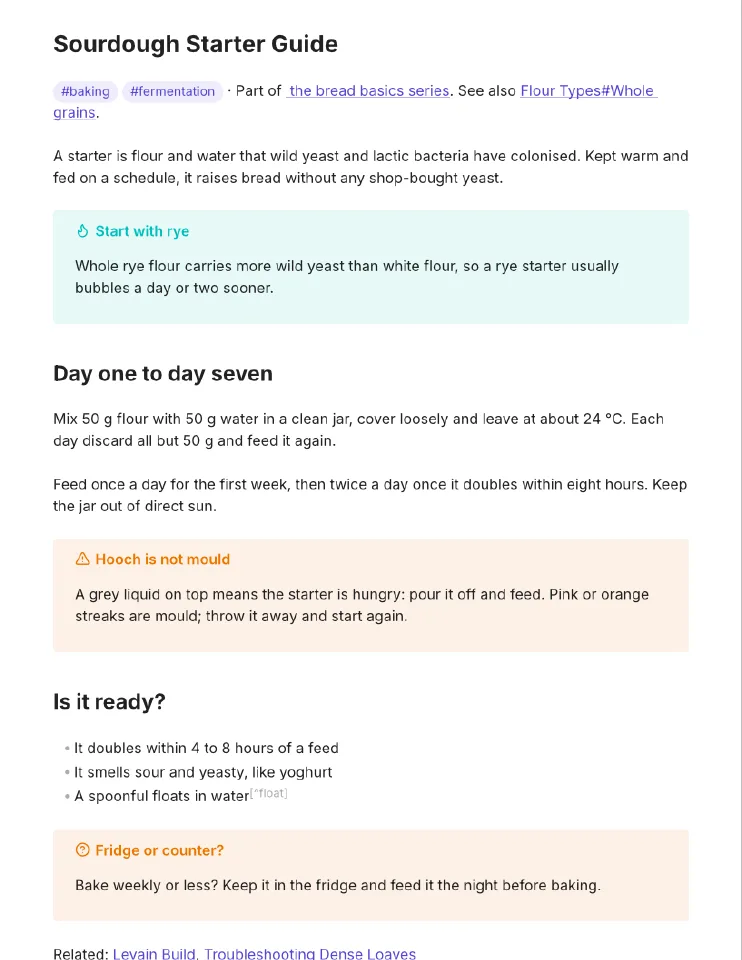 Sourdough Starter Guide
#baking #fermentation · Part of the bread basics series. See also Flour Types#Whole
grains.
A starter is flour and water that wild yeast and lactic bacteria have colonised. Kept warm and
fed on a schedule, it raises bread without any shop-bought yeast.
Start with rye
Whole rye flour carries more wild yeast than white flour, so a rye starter usually
bubbles a day or two sooner.
Day one to day seven
Mix 50 g flour with 50 g water in a clean jar, cover loosely and leave at about 24 °C. Each
day discard all but 50 g and feed it again.
Feed once a day for the first week, then twice a day once it doubles within eight hours. Keep
the jar out of direct sun.
Hooch is not mould
A grey liquid on top means the starter is hungry: pour it off and feed. Pink or orange
streaks are mould; throw it away and start again.
Is it ready?
• It doubles within 4 to 8 hours of a feed
• It smells sour and yeasty, like yoghurt
• A spoonful floats in water[^float]
Fridge or counter?
Bake weekly or less? Keep it in the fridge and feed it the night before baking.
Related: Levain Build, Troubleshooting Dense Loaves